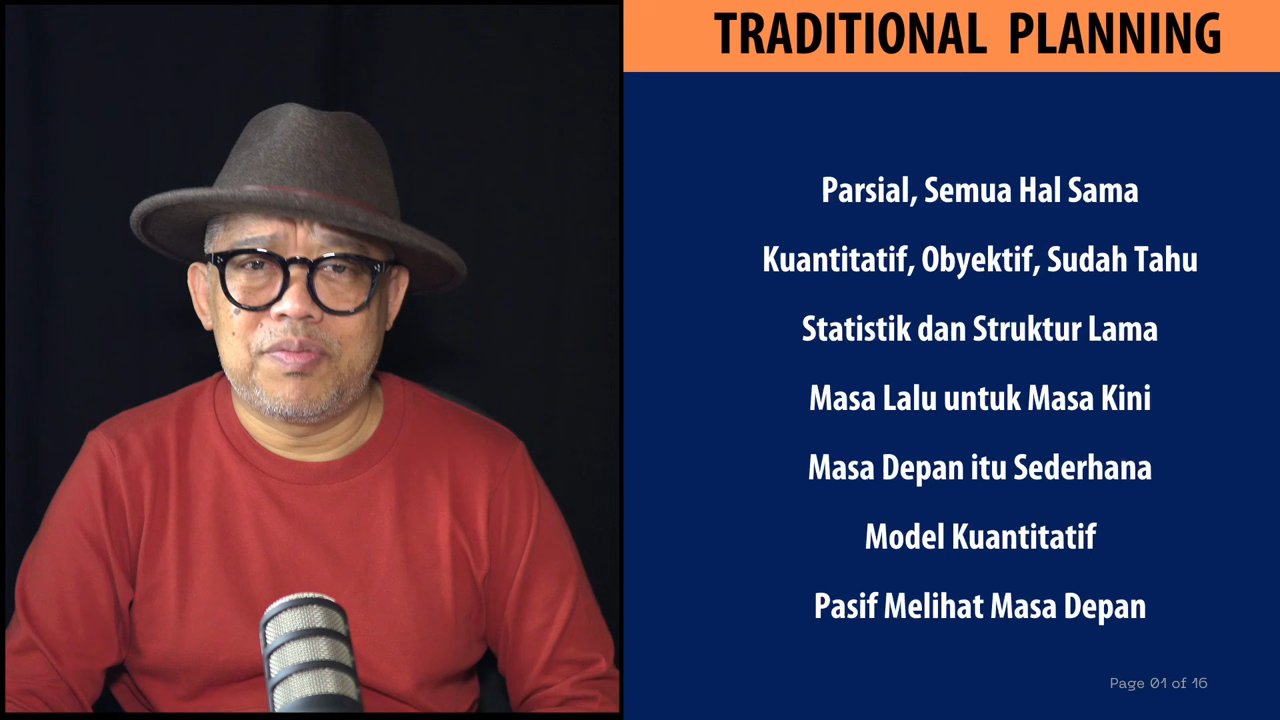 TRADITIONAL PLANNING
Parsial, Semua Hal Sama
Kuantitatif, Obyektif, Sudah Tahu
Statistik dan Struktur Lama
Masa Lalu untuk Masa Kini
Masa Depan itu Sederhana
Model Kuantitatif
Pasif Melihat Masa Depan
Page 01 of 16